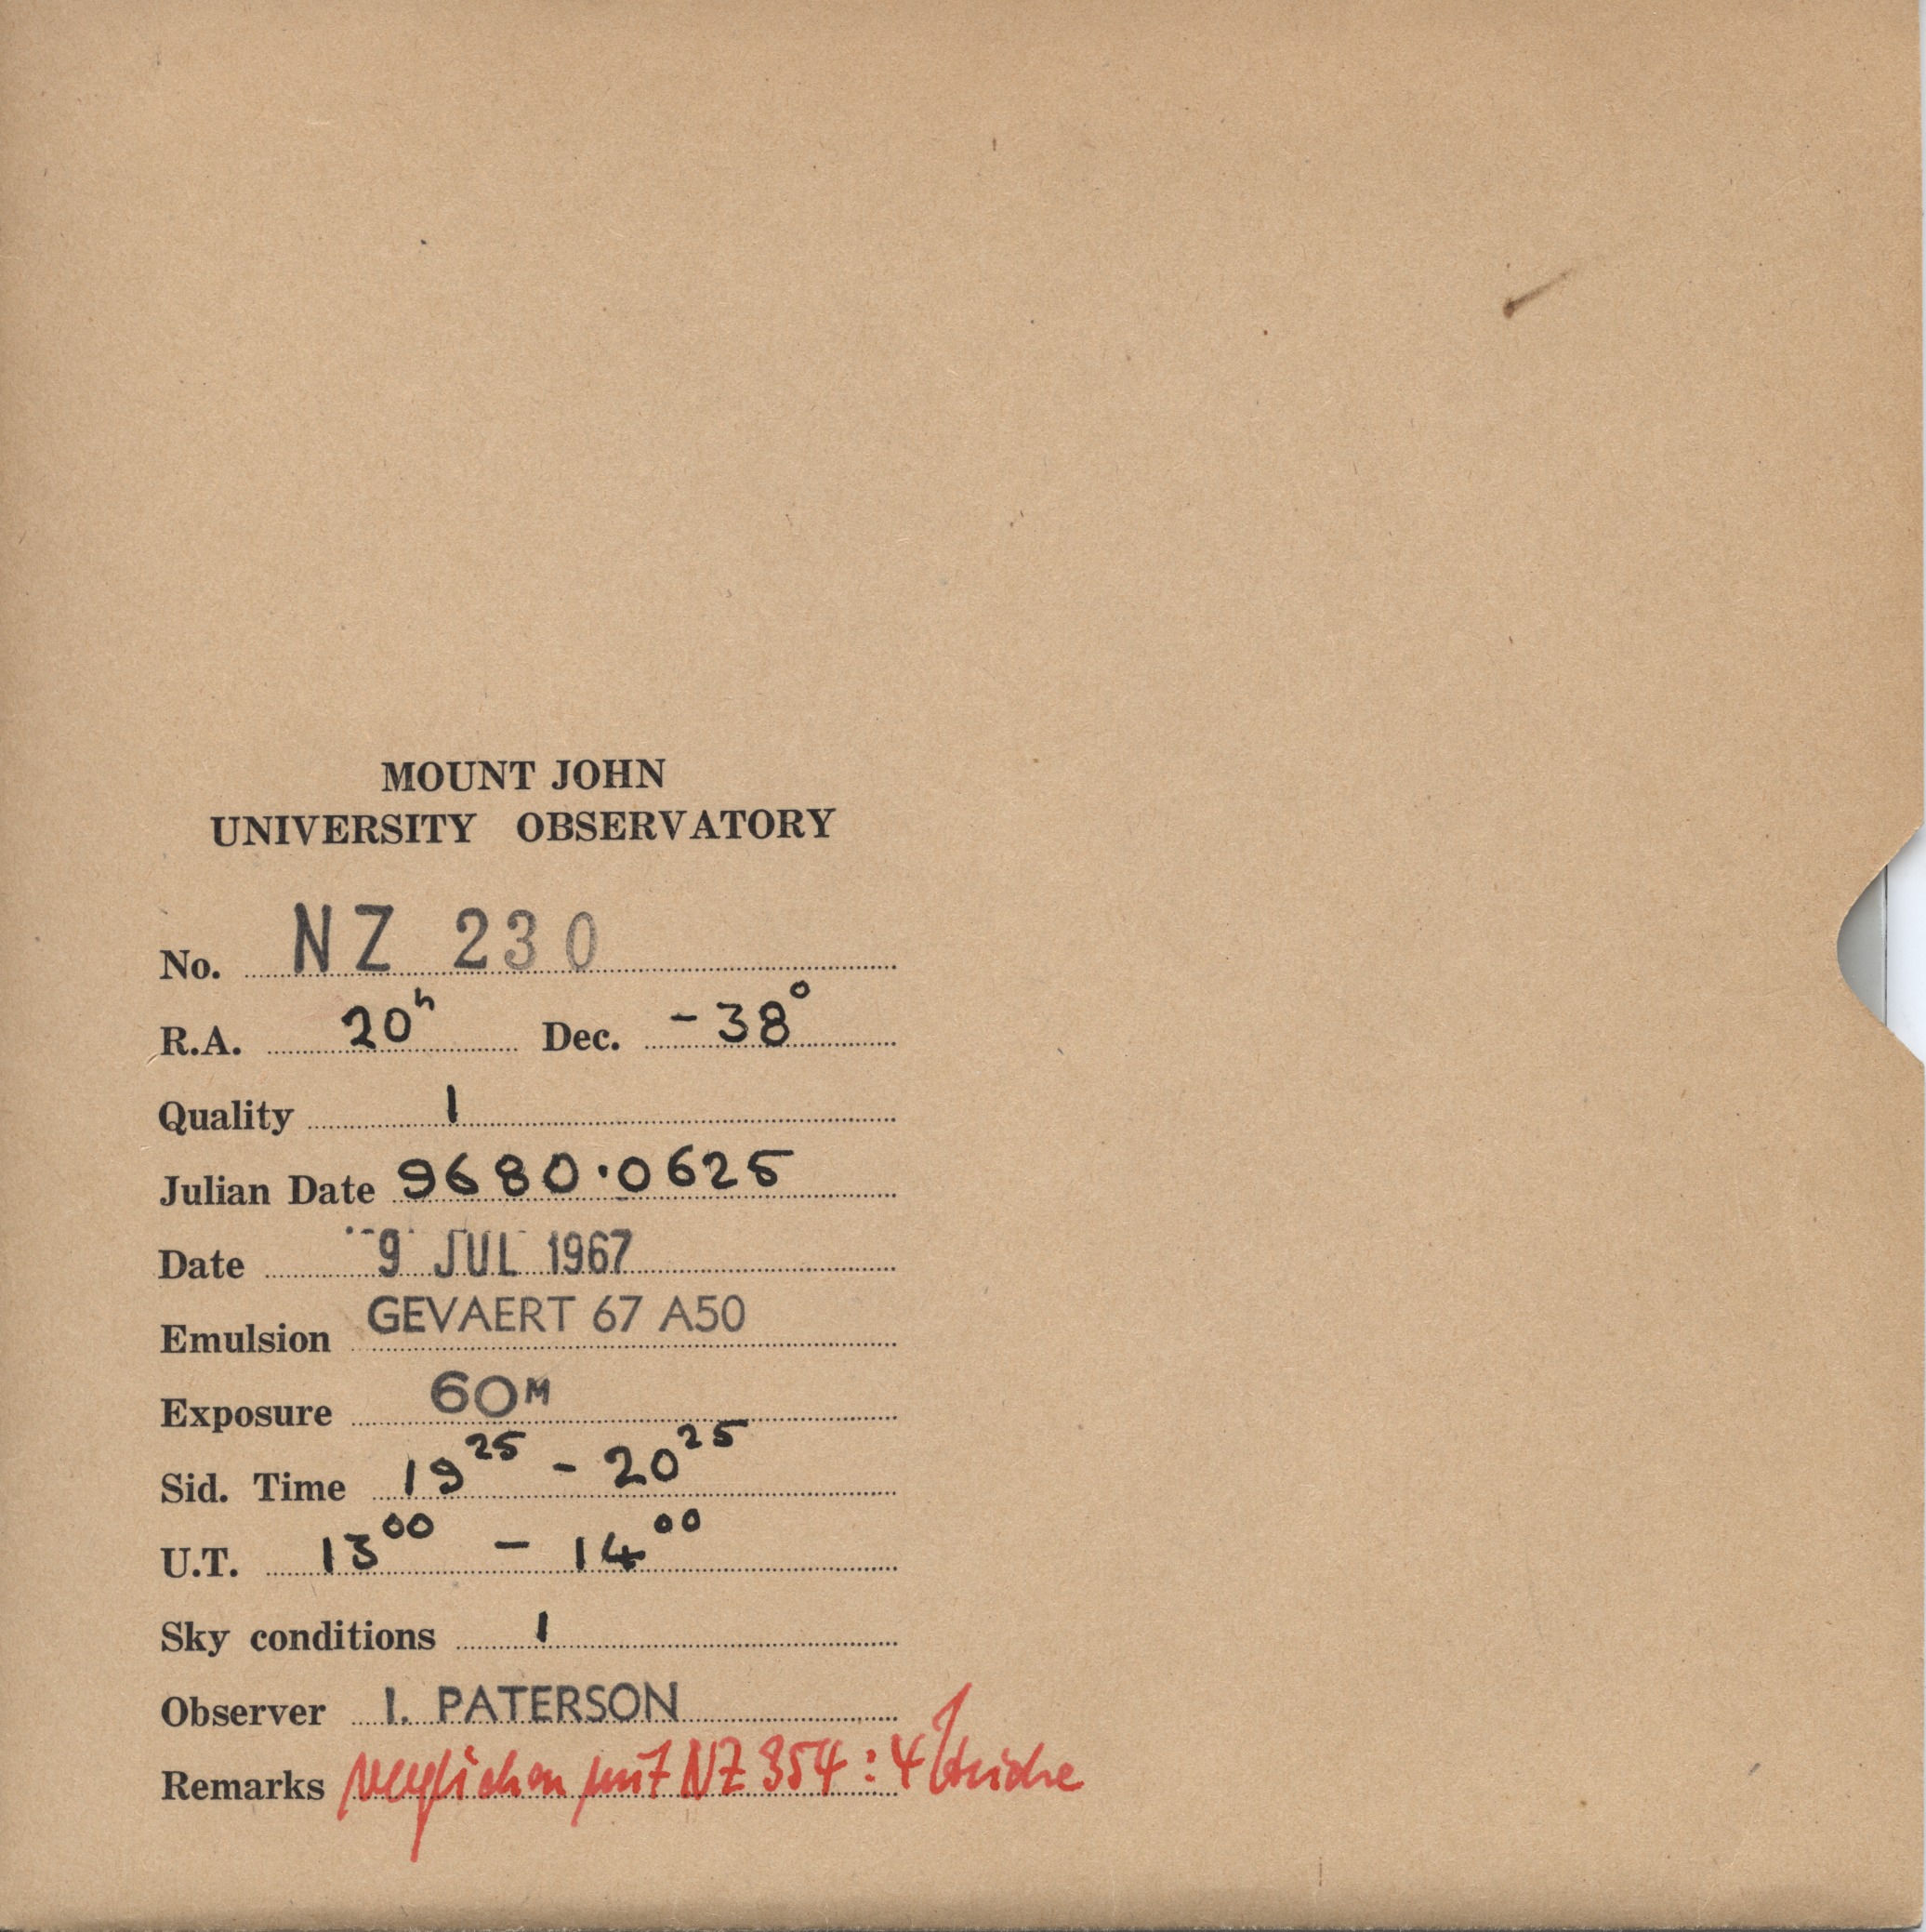 MOUNT JOHN
UNIVERSITY OBSERVATORY
No. NZ 230
R.A. 20h Dec. -38°
Quality 1
Julian Date 9680.0625
Date 9 JUL 1967
Emulsion GEVAERT 67 A50
Exposure 60M
Sid. Time 19 25 - 20 25
U.T. 13 00 - 14 00
Sky conditions 1
Observer I. PATERSON
Remarks verglichen mit NZ 354 : 4 Striche